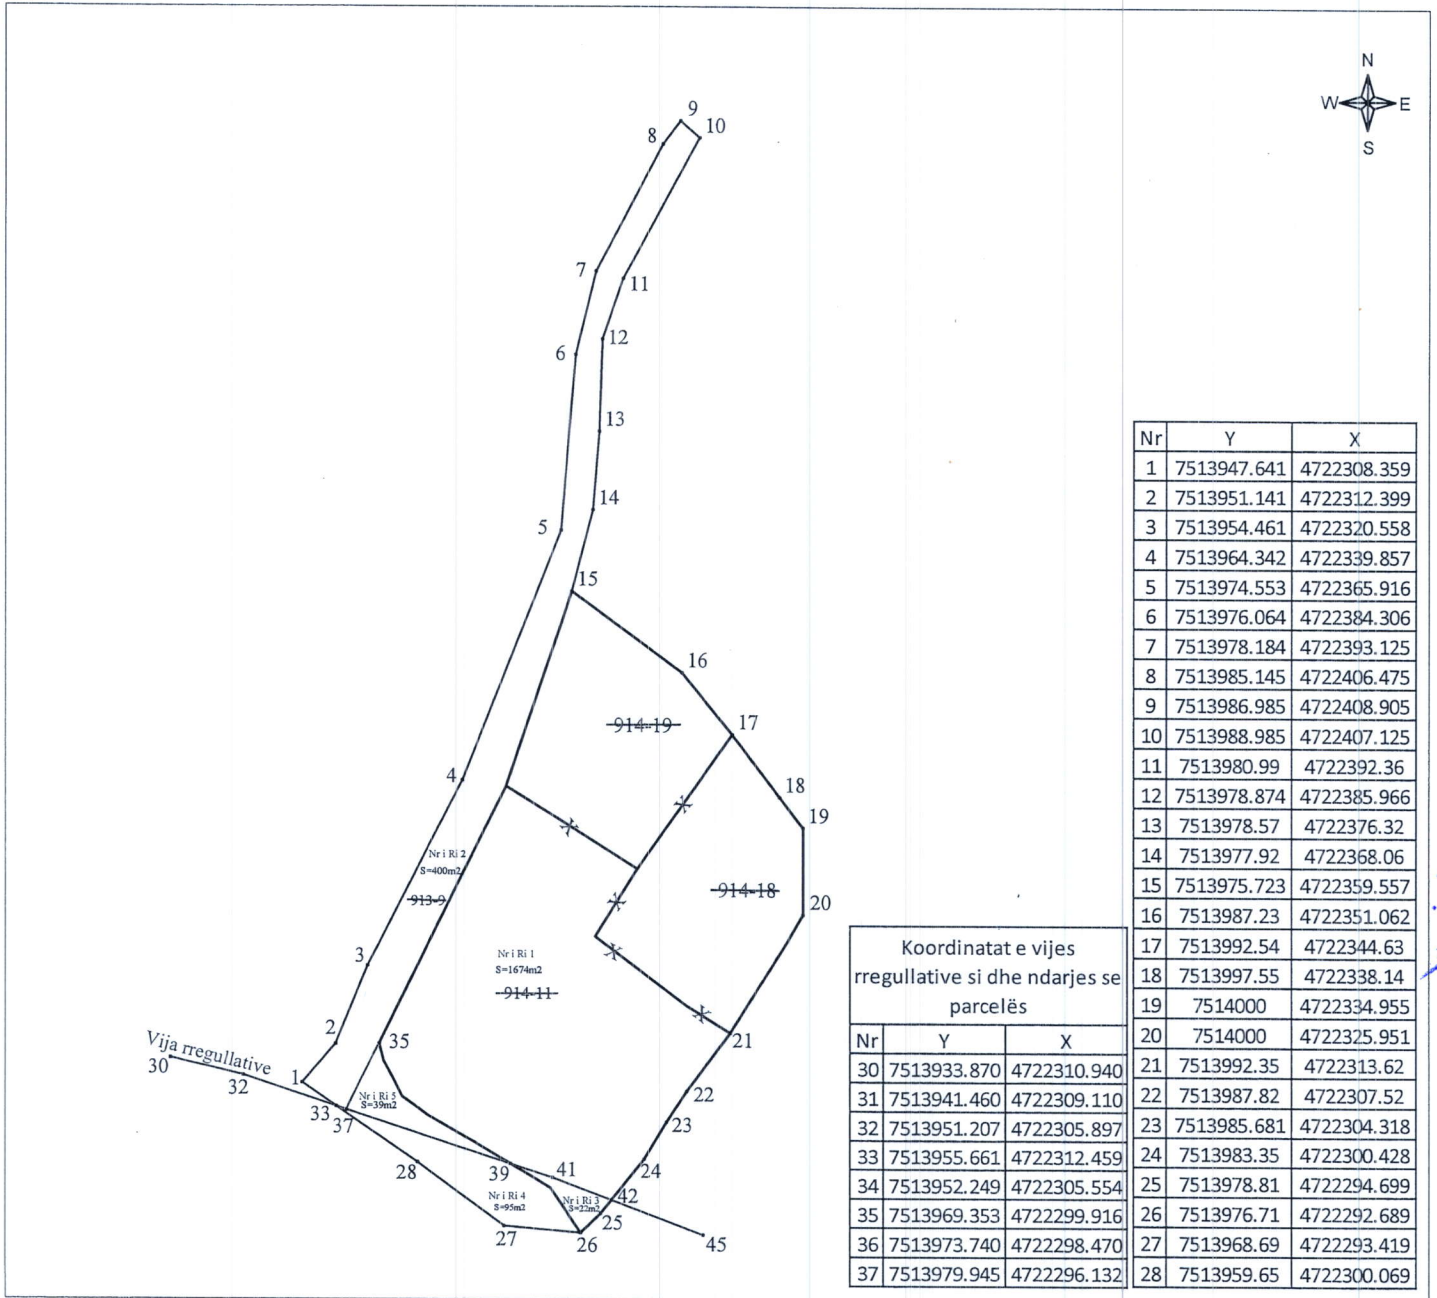 N
W E
S
9
10
8
7
11
12
6
13
14
5
15
16
914-19
17
4
18
19
Nr i Ri 2
S=400m2
913-9
914-18
20
3
Nr i Ri 1
S=1674m2
914-11
2
35
21
Vija rregullative
30
32
1
Nr i Ri 5
S=39m2
33
37
22
23
28
39
41
24
Nr i Ri 4
S=95m2
Nr i Ri 3
S=22m2
42
25
27
26
45
Koordinatat e vijes
rregullative si dhe ndarjes se
parcelës
Nr Y X
30 7513933.870 4722310.940
31 7513941.460 4722309.110
32 7513951.207 4722305.897
33 7513955.661 4722312.459
34 7513952.249 4722305.554
35 7513969.353 4722299.916
36 7513973.740 4722298.470
37 7513979.945 4722296.132
Nr Y X
1 7513947.641 4722308.359
2 7513951.141 4722312.399
3 7513954.461 4722320.558
4 7513964.342 4722339.857
5 7513974.553 4722365.916
6 7513976.064 4722384.306
7 7513978.184 4722393.125
8 7513985.145 4722406.475
9 7513986.985 4722408.905
10 7513988.985 4722407.125
11 7513980.99 4722392.36
12 7513978.874 4722385.966
13 7513978.57 4722376.32
14 7513977.92 4722368.06
15 7513975.723 4722359.557
16 7513987.23 4722351.062
17 7513992.54 4722344.63
18 7513997.55 4722338.14
19 7514000 4722334.955
20 7514000 4722325.951
21 7513992.35 4722313.62
22 7513987.82 4722307.52
23 7513985.681 4722304.318
24 7513983.35 4722300.428
25 7513978.81 4722294.699
26 7513976.71 4722292.689
27 7513968.69 4722293.419
28 7513959.65 4722300.069